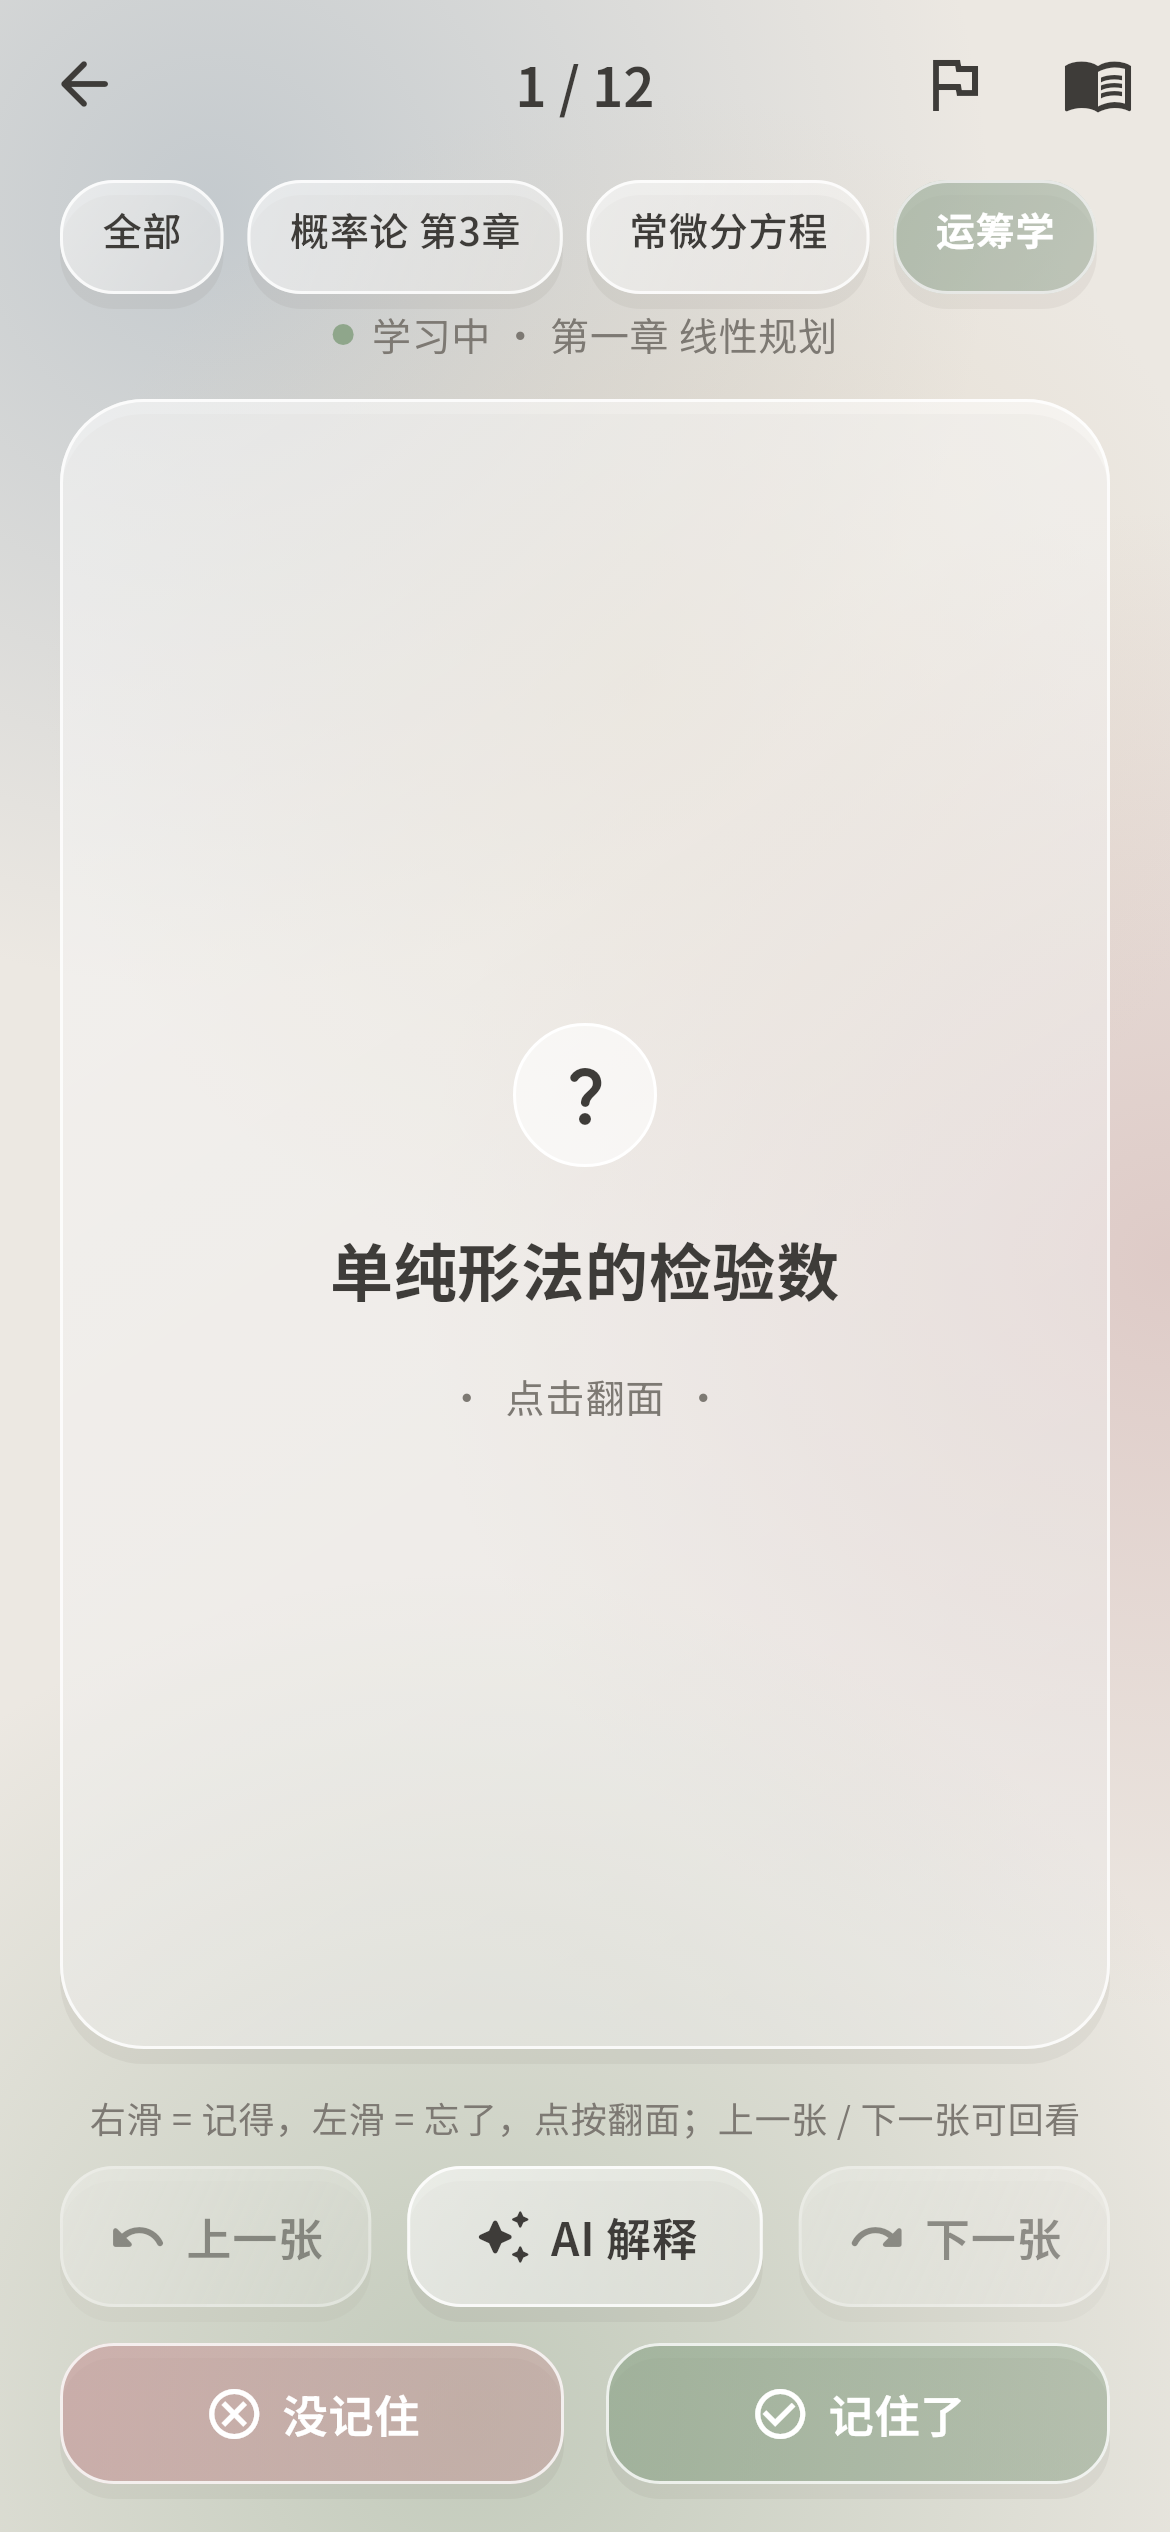 1 / 12
全部 概率论 第3章 常微分方程 运筹学
学习中 · 第一章 线性规划
?
单纯形法的检验数
· 点击翻面 ·
右滑 = 记得，左滑 = 忘了，点按翻面；上一张 / 下一张可回看
上一张 AI 解释 下一张
没记住 记住了